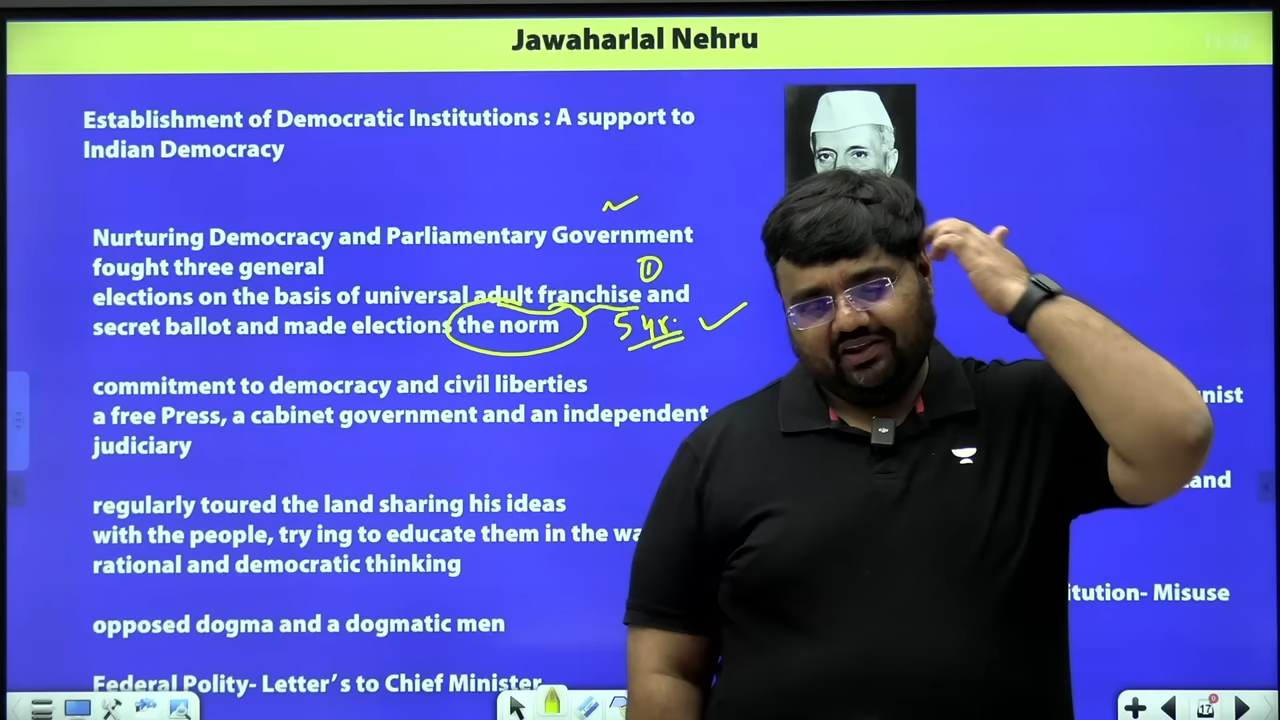 Jawaharlal Nehru
Establishment of Democratic Institutions : A support to
Indian Democracy
Nurturing Democracy and Parliamentary Government
fought three general
①
elections on the basis of universal adult franchise and
secret ballot and made elections the norm
5 yr.
commitment to democracy and civil liberties
a free Press, a cabinet government and an independent
judiciary
regularly toured the land sharing his ideas
with the people, try ing to educate them in the wa
rational and democratic thinking
opposed dogma and a dogmatic men
Federal Polity- Letter's to Chief Minister
nist
and
itution- Misuse
17